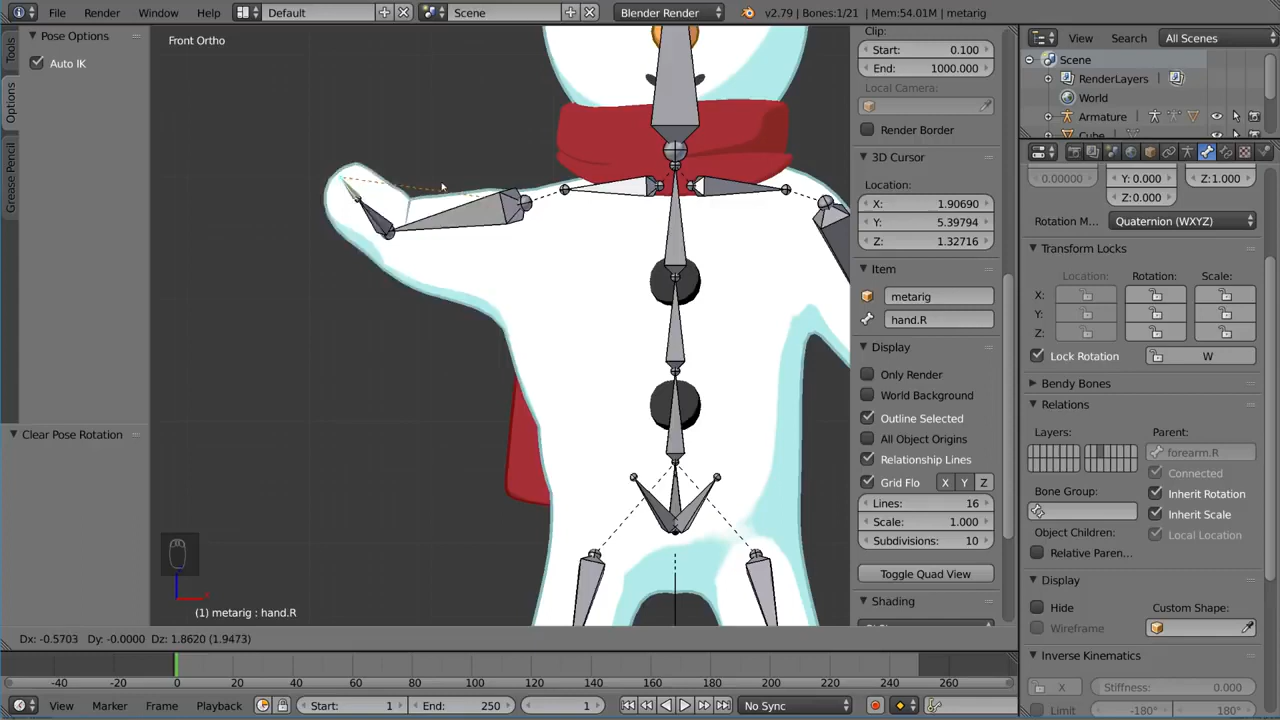 File Render Window Help Default Scene Blender Render v2.79 | Bones:1/21 | Mem:54.01M | metarig
Pose Options
Auto IK
Tools
Options
Grease Pencil
Clear Pose Rotation
Front Ortho
(1) metarig : hand.R
Dx: -0.5703 Dy: -0.0000 Dz: 1.8620 (1.9473)
Clip:
Start: 0.100
End: 1000.000
Local Camera:
Render Border
3D Cursor
Location:
X: 1.90690
Y: 5.39794
Z: 1.32716
Item
metarig
hand.R
Display
Only Render
World Background
Outline Selected
All Object Origins
Relationship Lines
Grid Flo X Y Z
Lines: 16
Scale: 1.000
Subdivisions: 10
Toggle Quad View
Shading
View Search All Scenes
Scene
RenderLayers
World
Armature
Cube
0.00000 Y: 0.000 Z:1.000
Z:0.000
Rotation M... Quaternion (WXYZ)
Transform Locks
Location: Rotation: Scale:
X:
Y:
Z:
Lock Rotation W
Bendy Bones
Relations
Layers: Parent:
forearm.R
Connected
Bone Group: Inherit Rotation
Inherit Scale
Object Children: Local Location
Relative Paren...
Display
Hide Custom Shape:
Wireframe
Inverse Kinematics
X Stiffness: 0.000
Limit -180° 180°
-40 -20 0 20 40 60 80 100 120 140 160 180 200 220 240 260
View Marker Frame Playback Start: 1 End: 250 1 No Sync